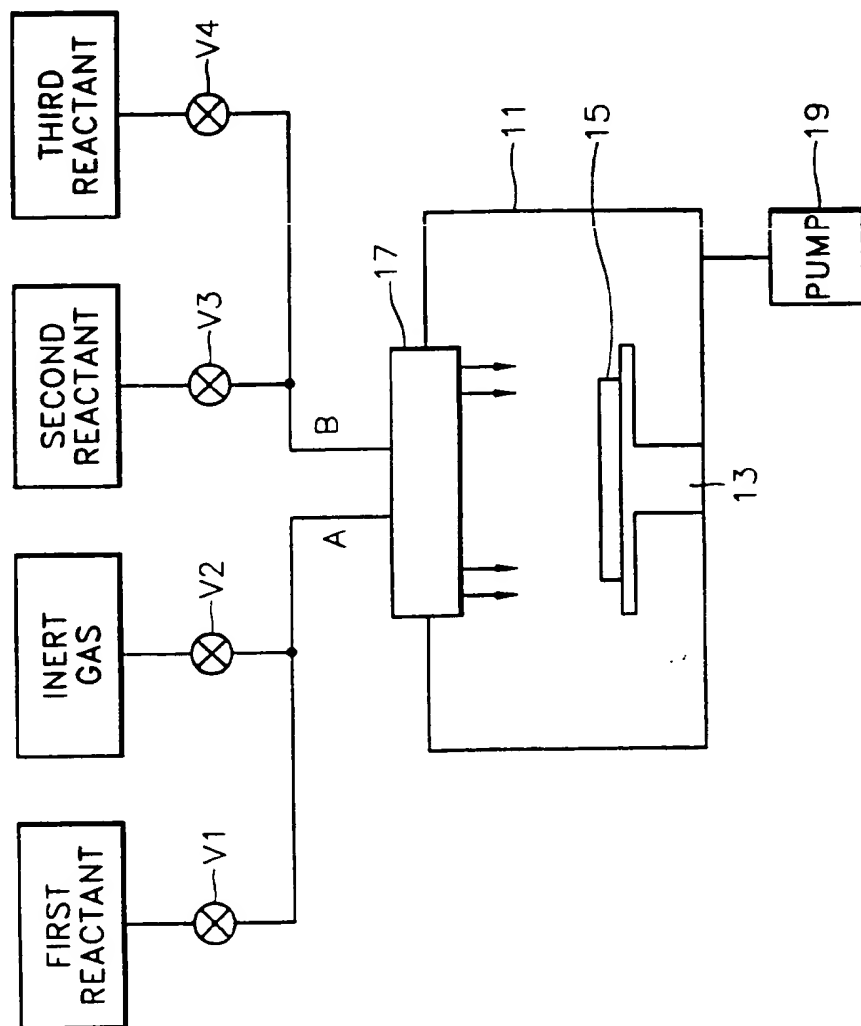 FIRST
REACTANT
INERT
GAS
SECOND
REACTANT
THIRD
REACTANT
V1
V2
V3
V4
A
B
17
11
15
13
19
PUMP